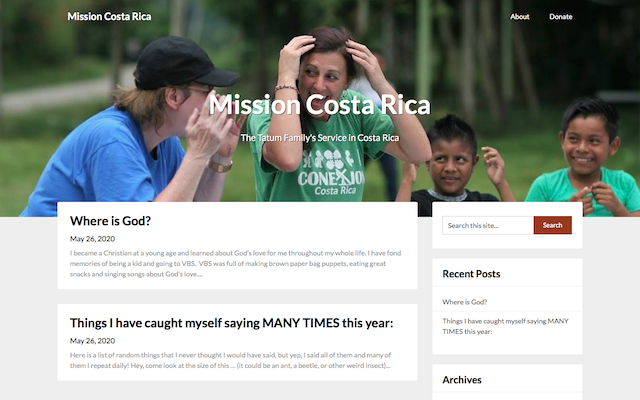 Mission Costa Rica
About
Donate
Mission Costa Rica
The Tatum Family's Service in Costa Rica
CONEXION
Costa Rica
Where is God?
May 26, 2020
I became a Christian at a young age and learned about God's love for me throughout my whole life. I have fond
memories of being a kid and going to VBS.  VBS was full of making brown paper bag puppets, eating great
snacks and singing songs about God's love....
Things I have caught myself saying MANY TIMES this year:
May 26, 2020
Here is a list of random things that I never thought I would have said, but yep, I said all of them and many of
them I repeat daily! Hey, come look at the size of this ... (it could be an ant, a beetle, or other weird insect)...
Search this site...
Search
Recent Posts
Where is God?
Things I have caught myself saying MANY TIMES this
year:
Archives